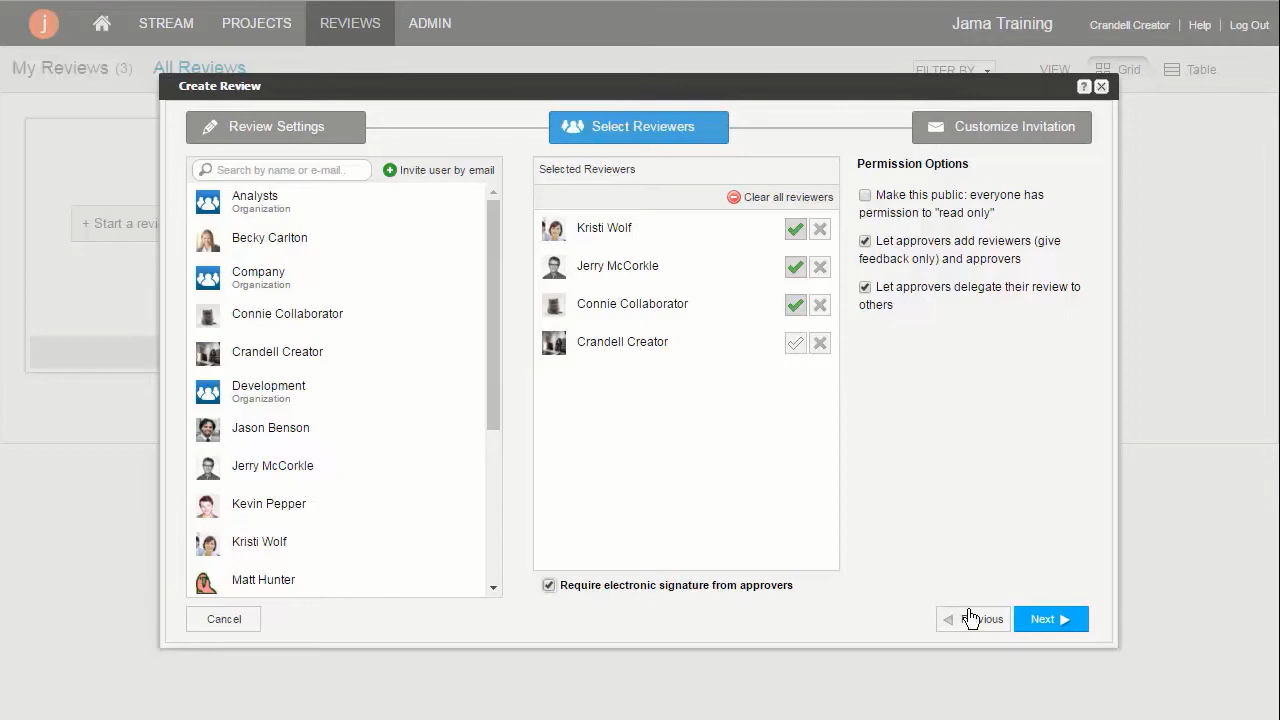 j
STREAM
PROJECTS
REVIEWS
ADMIN
Jama Training
Crandell Creator | Help | Log Out
My Reviews (3)
All Reviews
FILTER BY
VIEW
Grid
Table
+ Start a revi
Create Review
?
Review Settings
Select Reviewers
Customize Invitation
Search by name or e-mail..
Invite user by email
Analysts
Organization
Becky Carlton
Company
Organization
Connie Collaborator
Crandell Creator
Development
Organization
Jason Benson
Jerry McCorkle
Kevin Pepper
Kristi Wolf
Matt Hunter
Selected Reviewers
Clear all reviewers
Kristi Wolf
Jerry McCorkle
Connie Collaborator
Crandell Creator
Require electronic signature from approvers
Permission Options
Make this public: everyone has
permission to "read only"
Let approvers add reviewers (give
feedback only) and approvers
Let approvers delegate their review to
others
Cancel
Previous
Next